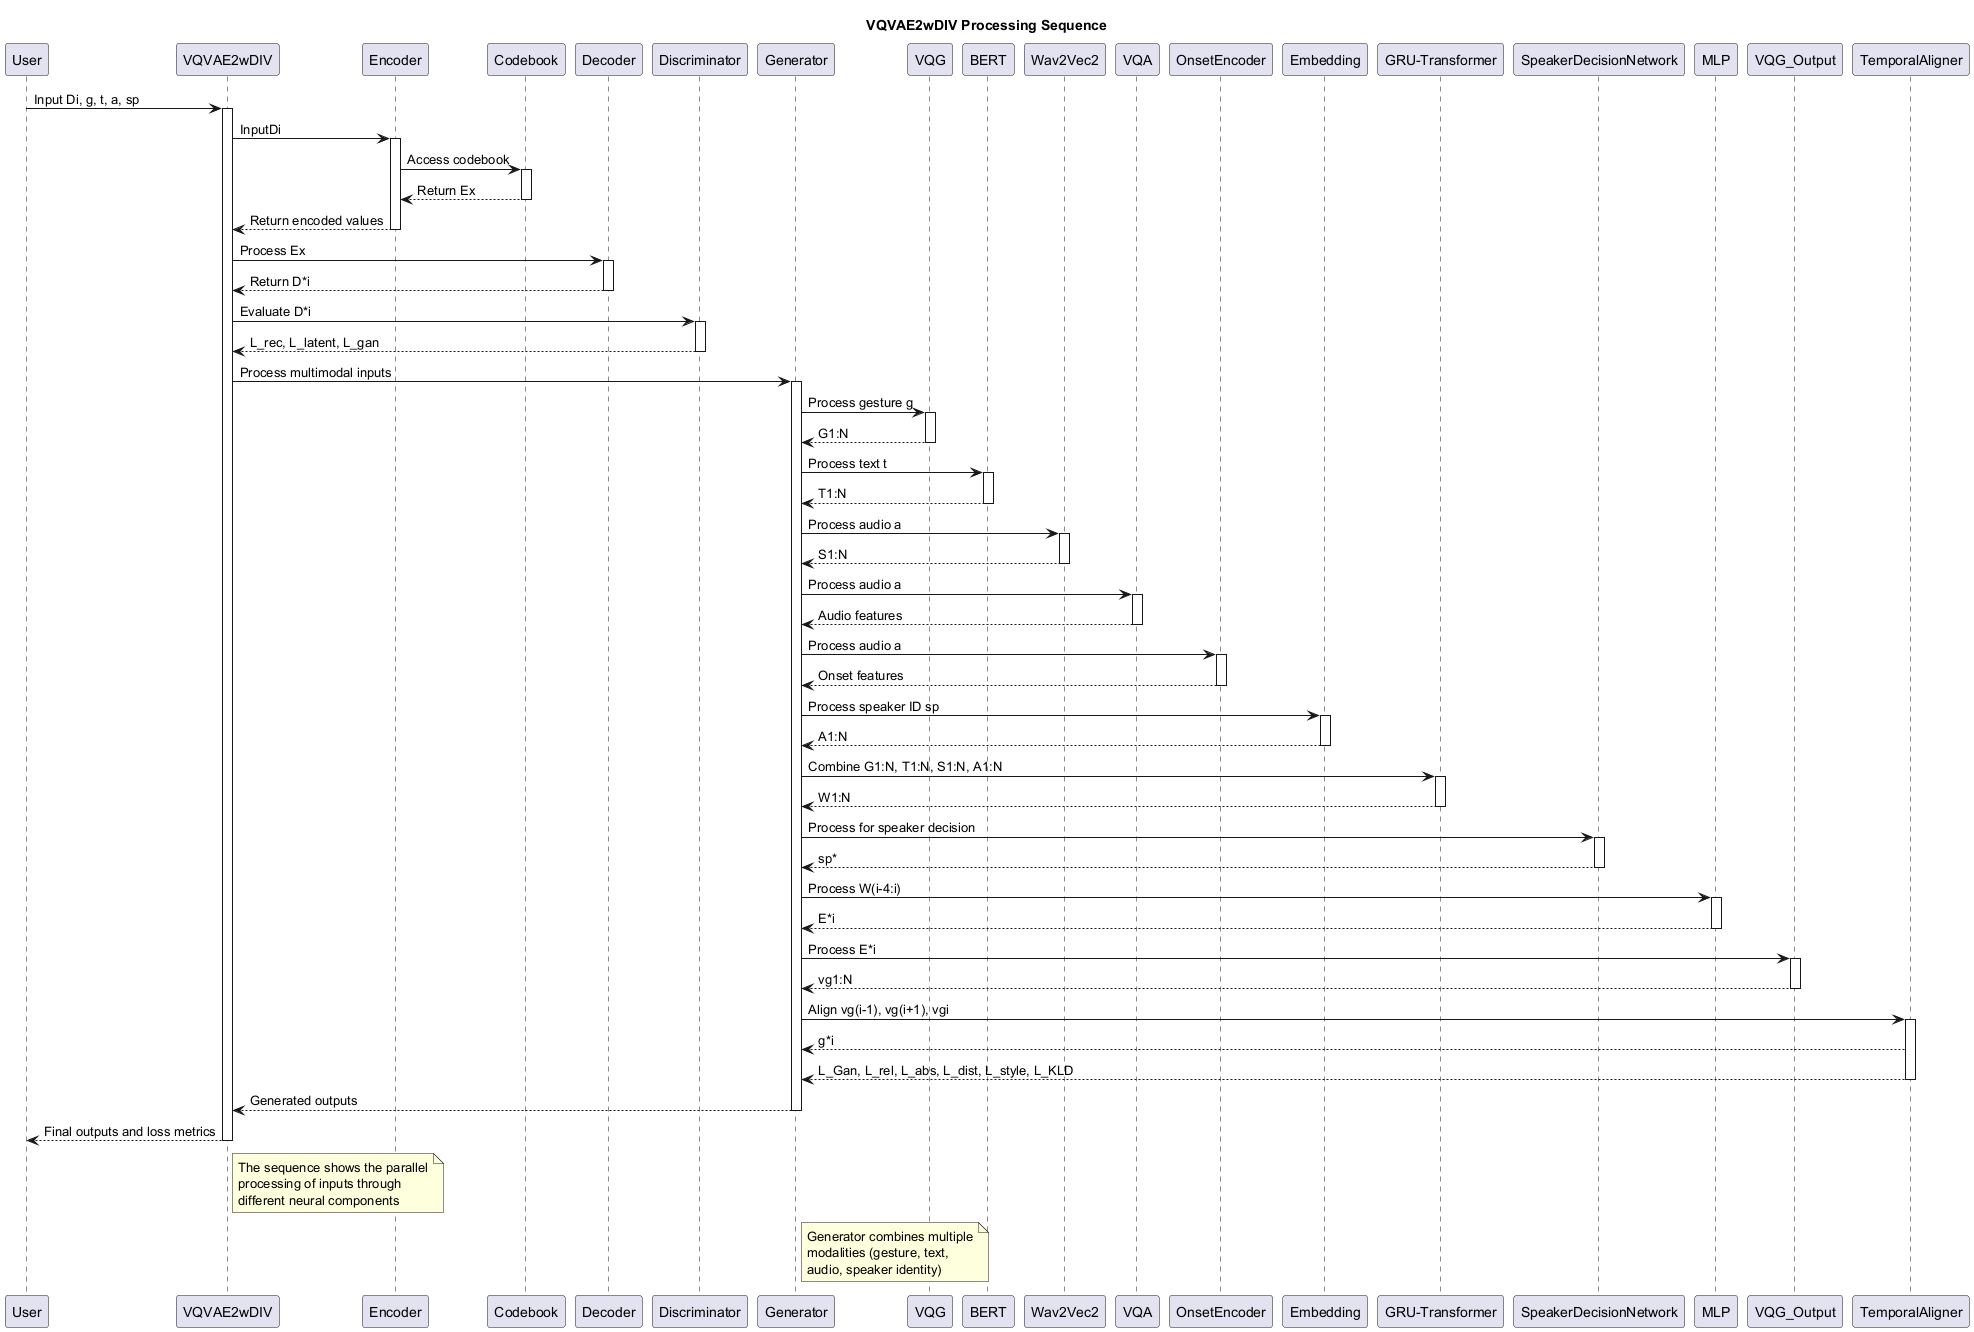 VQVAE2wDIV Processing Sequence
User
VQVAE2wDIV
Encoder
Codebook
Decoder
Discriminator
Generator
VQG
BERT
Wav2Vec2
VQA
OnsetEncoder
Embedding
GRU-Transformer
SpeakerDecisionNetwork
MLP
VQG_Output
TemporalAligner
Input Di, g, t, a, sp
InputDi
Access codebook
Return Ex
Return encoded values
Process Ex
Return D*i
Evaluate D*i
L_rec, L_latent, L_gan
Process multimodal inputs
Process gesture g
G1:N
Process text t
T1:N
Process audio a
S1:N
Process audio a
Audio features
Process audio a
Onset features
Process speaker ID sp
A1:N
Combine G1:N, T1:N, S1:N, A1:N
W1:N
Process for speaker decision
sp*
Process W(i-4:i)
E*i
Process E*i
vg1:N
Align vg(i-1), vg(i+1), vgi
g*i
L_Gan, L_rel, L_abs, L_dist, L_style, L_KLD
Generated outputs
Final outputs and loss metrics
The sequence shows the parallel
processing of inputs through
different neural components
Generator combines multiple
modalities (gesture, text,
audio, speaker identity)
User
VQVAE2wDIV
Encoder
Codebook
Decoder
Discriminator
Generator
VQG
BERT
Wav2Vec2
VQA
OnsetEncoder
Embedding
GRU-Transformer
SpeakerDecisionNetwork
MLP
VQG_Output
TemporalAligner